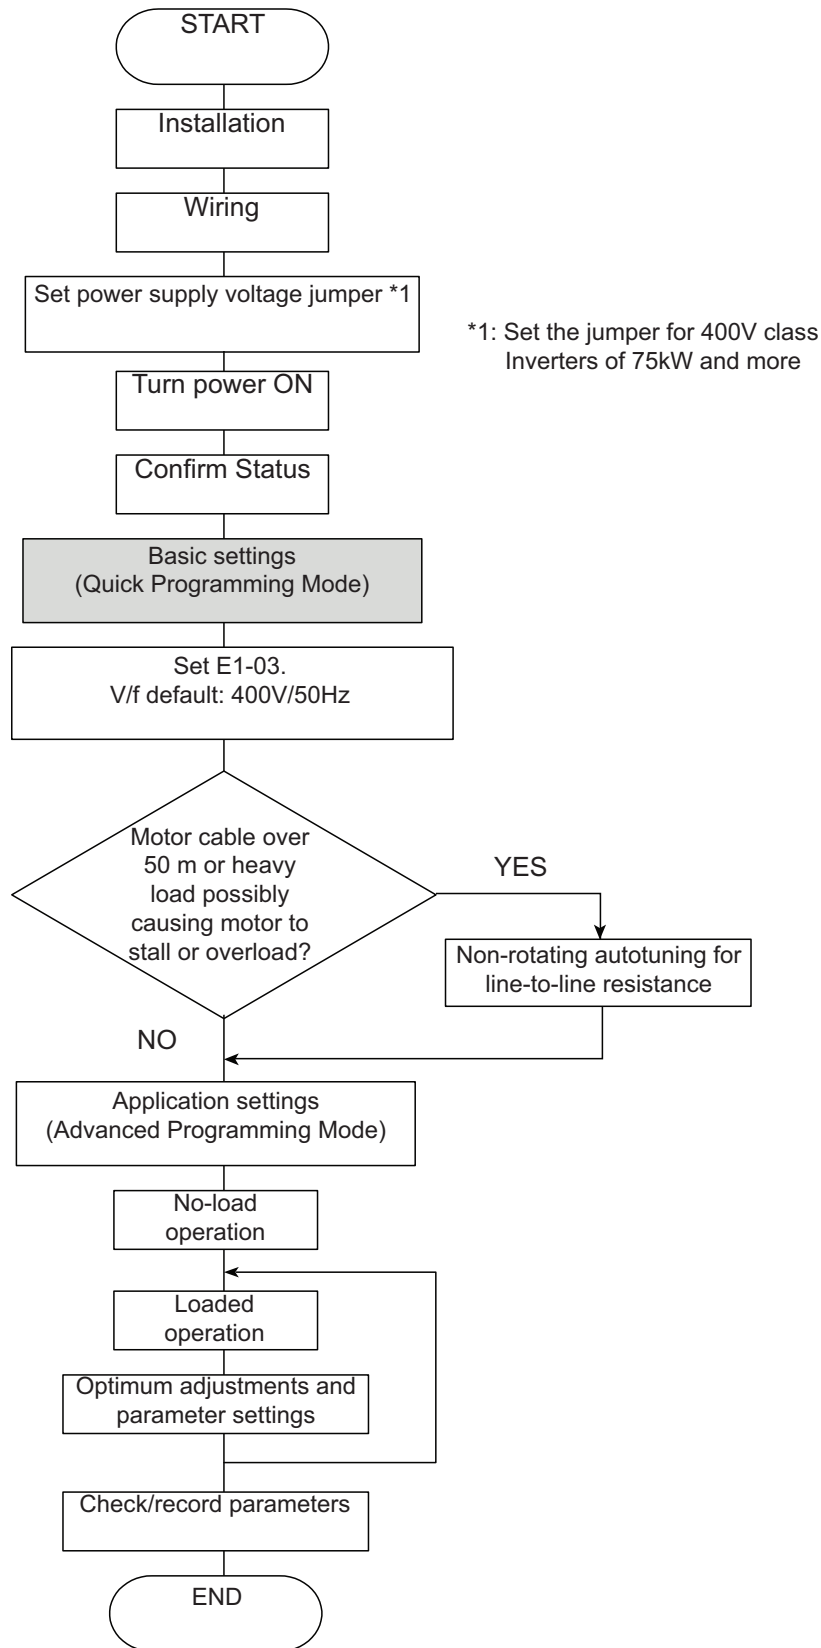 START
Installation
Wiring
Set power supply voltage jumper *1
*1: Set the jumper for 400V class
Inverters of 75kW and more
Turn power ON
Confirm Status
Basic settings
(Quick Programming Mode)
Set E1-03.
V/f default: 400V/50Hz
Motor cable over
50 m or heavy
load possibly
causing motor to
stall or overload?
YES
Non-rotating autotuning for
line-to-line resistance
NO
Application settings
(Advanced Programming Mode)
No-load
operation
Loaded
operation
Optimum adjustments and
parameter settings
Check/record parameters
END